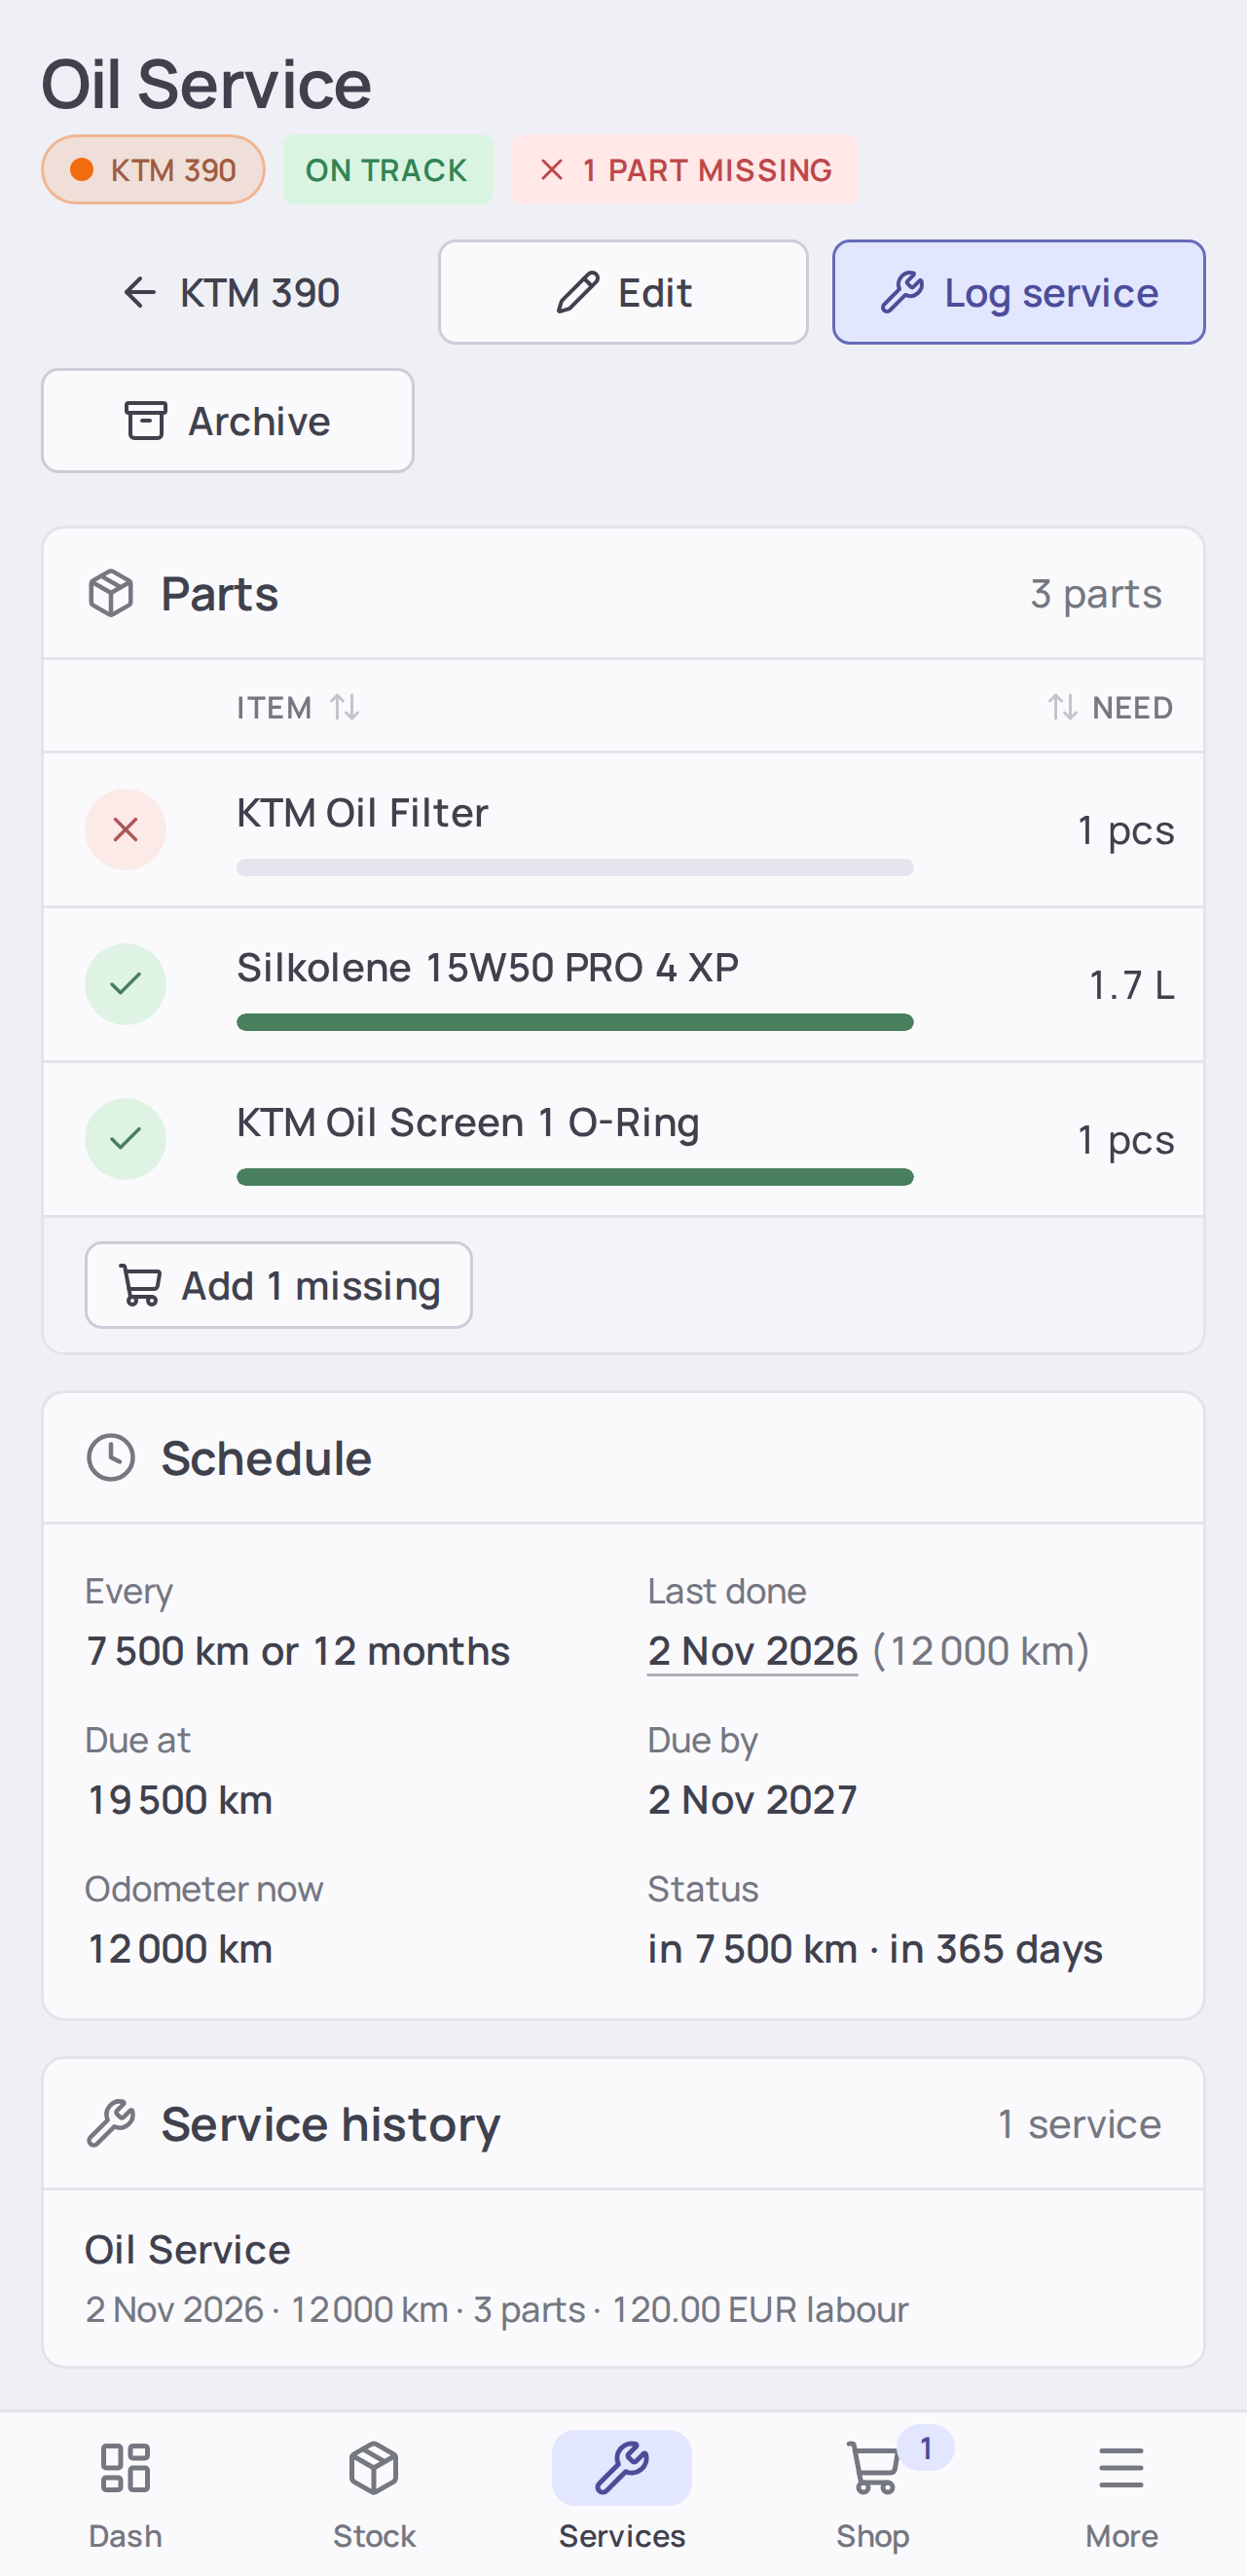 Oil Service
KTM 390 ON TRACK 1 PART MISSING
KTM 390 Edit Log service
Archive
Parts 3 parts
ITEM NEED
KTM Oil Filter 1 pcs
Silkolene 15W50 PRO 4 XP 1.7 L
KTM Oil Screen 1 O-Ring 1 pcs
Add 1 missing
Schedule
Every Last done
7 500 km or 12 months 2 Nov 2026 (12 000 km)
Due at Due by
19 500 km 2 Nov 2027
Odometer now Status
12 000 km in 7 500 km · in 365 days
Service history 1 service
Oil Service
2 Nov 2026 · 12 000 km · 3 parts · 120.00 EUR labour
1
Dash Stock Services Shop More